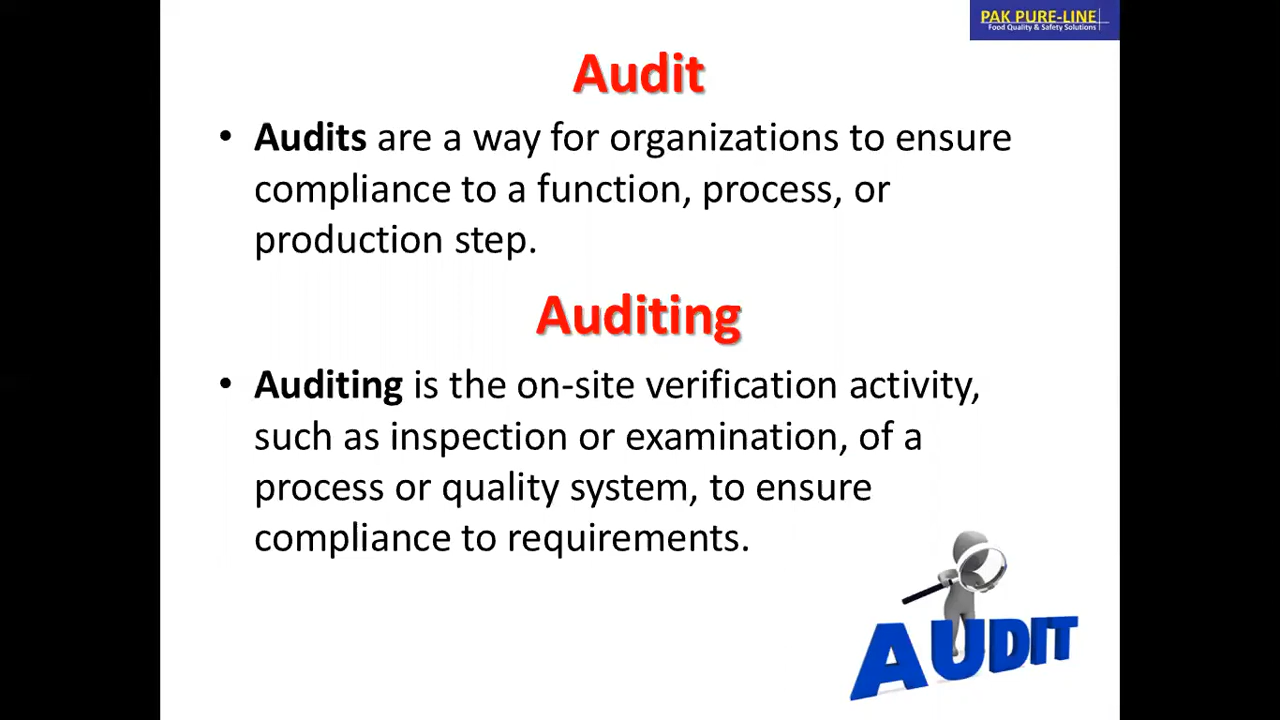 PAK PURE-LINE
Food Quality & Safety Solutions
Audit
• Audits are a way for organizations to ensure
compliance to a function, process, or
production step.
Auditing
• Auditing is the on-site verification activity,
such as inspection or examination, of a
process or quality system, to ensure
compliance to requirements.
AUDIT